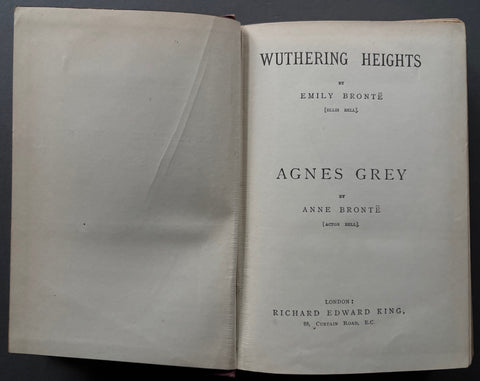 WUTHERING HEIGHTS
BY
EMILY BRONTË
[ELLIS BELL].
AGNES GREY
BY
ANNE BRONTË
[ACTON BELL].
LONDON:
RICHARD EDWARD KING,
88, CURTAIN ROAD, E.C.